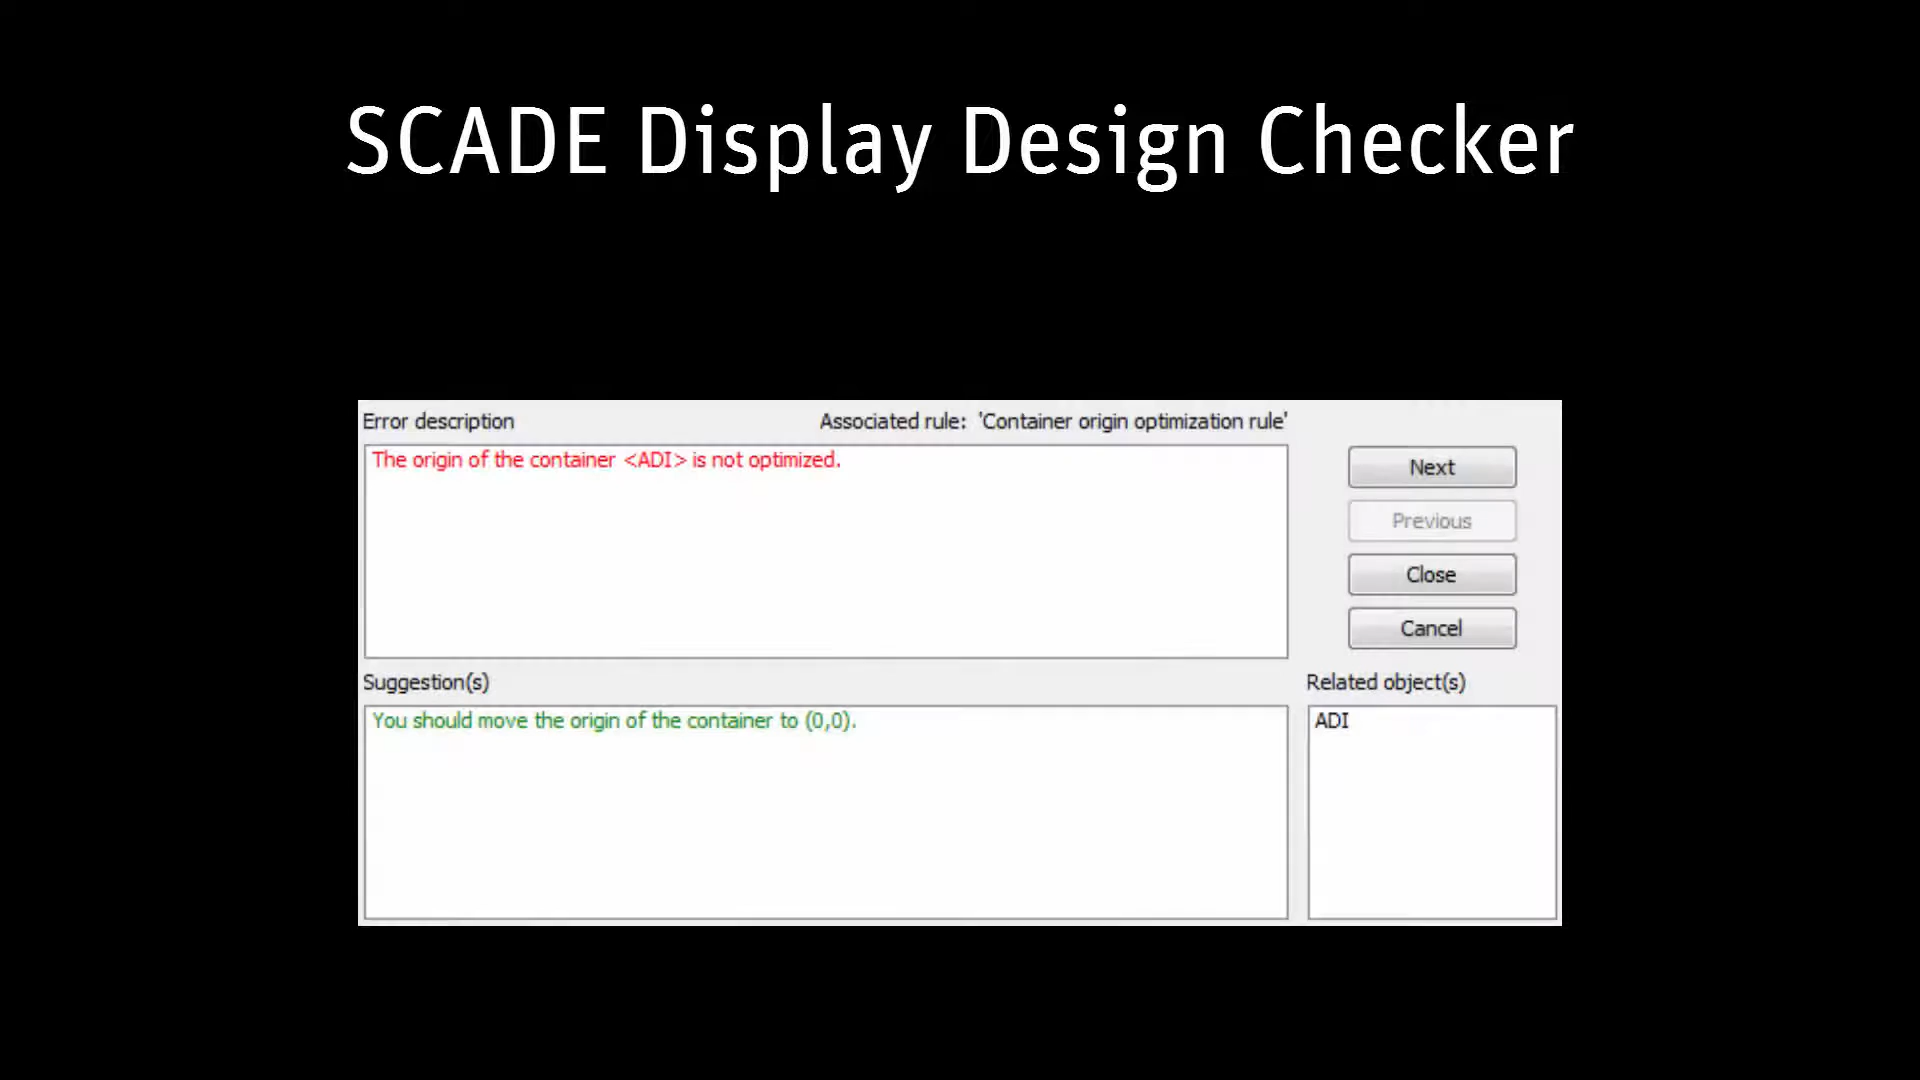 SCADE Display Design Checker
Error description
Associated rule: 'Container origin optimization rule'
The origin of the container <ADI> is not optimized.
Next
Previous
Close
Cancel
Suggestion(s)
Related object(s)
You should move the origin of the container to (0,0).
ADI